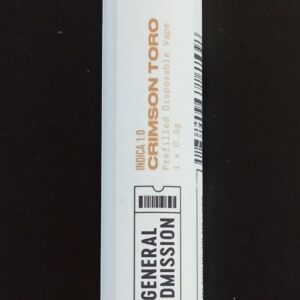 INDICA 1:0
CRIMSON TORO
Prefilled Disposable Vape
1 x 0.3g
GENERAL
DMISSION